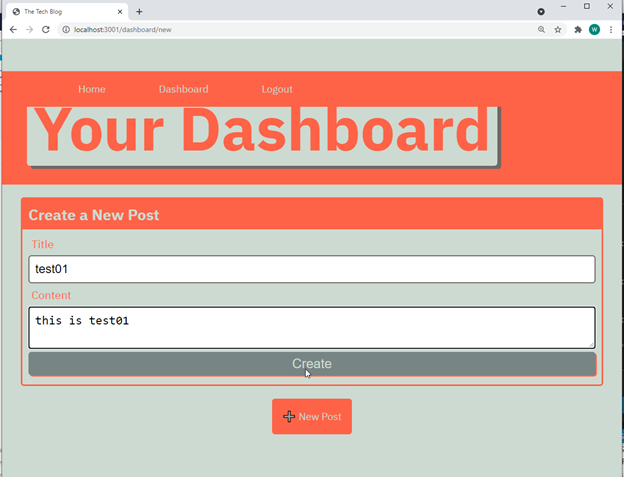 The Tech Blog
localhost:3001/dashboard/new
W
Home Dashboard Logout
Your Dashboard
Create a New Post
Title
test01
Content
this is test01
Create
New Post